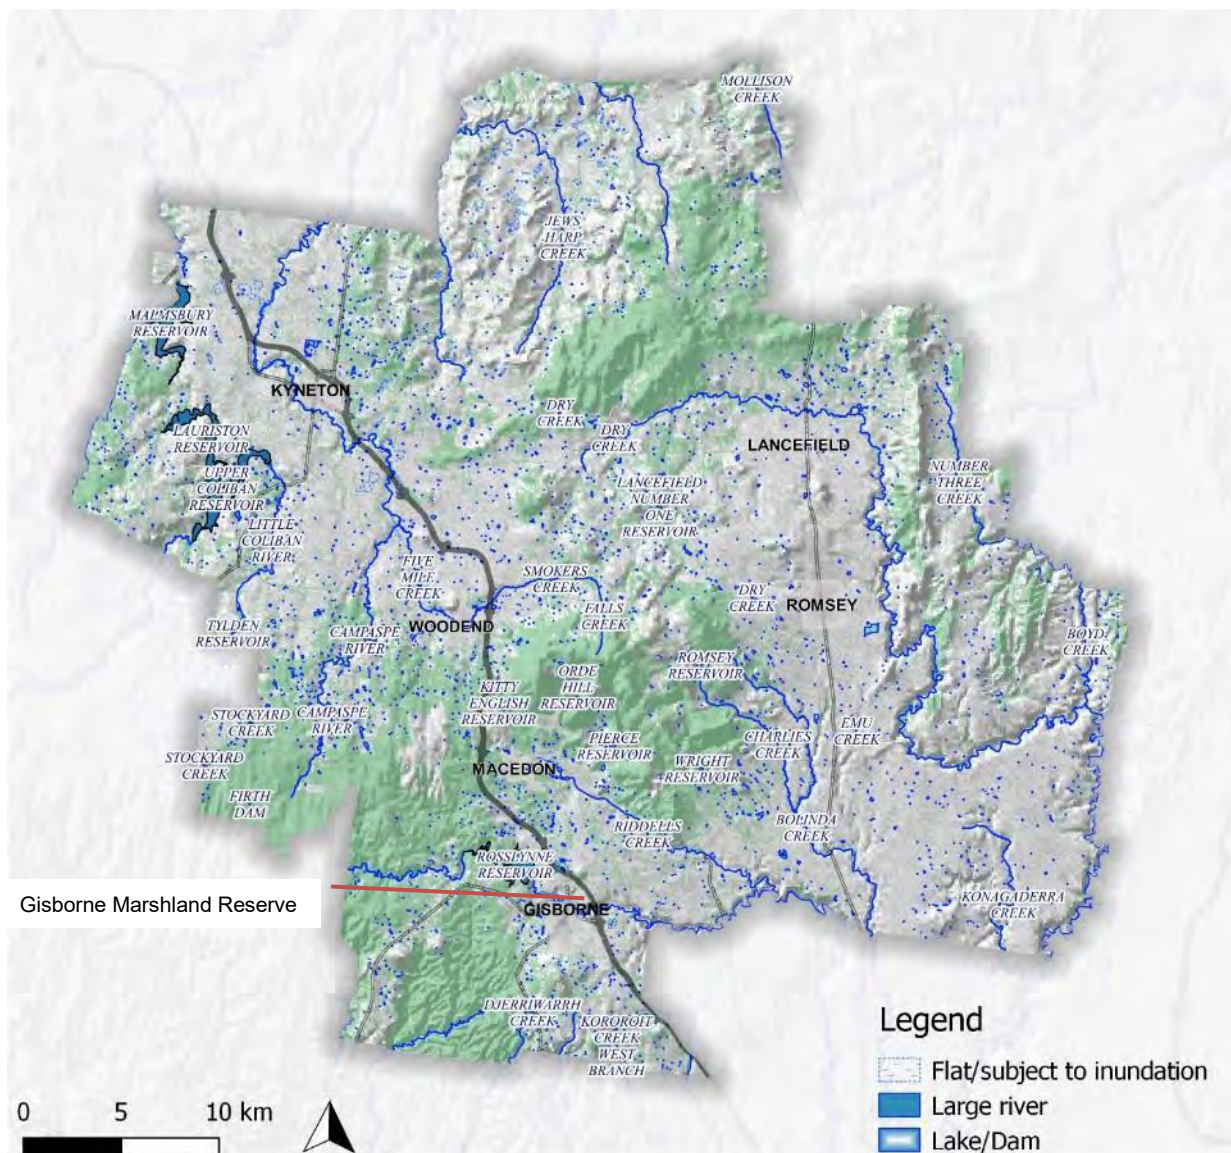 MOLLISON
CREEK
JEWS
HARP
CREEK
MALMSBURY
RESERVOIR
KYNETON
DRY
CREEK
DRY
CREEK
LANCEFIELD
LAURISTON
RESERVOIR
UPPER
COLIBAN
RESERVOIR
LITTLE
COLIBAN
RIVER
LANCEFIELD
NUMBER
ONE
RESERVOIR
NUMBER
THREE
CREEK
FIVE
MILE
CREEK
SMOKERS
CREEK
FALLS
CREEK
DRY
CREEK
ROMSEY
TYLDEN
RESERVOIR
CAMPASPE
RIVER
WOODEND
BOYD
CREEK
ROMSEY
RESERVOIR
ORDE
HILL
RESERVOIR
KITTY
ENGLISH
RESERVOIR
STOCKYARD
CREEK
CAMPASPE
RIVER
EMU
CREEK
PIERCE
RESERVOIR
CHARLIES
CREEK
STOCKYARD
CREEK
MACEDON
WRIGHT
RESERVOIR
FIRTH
DAM
RIDDELLS
CREEK
BOLINDA
CREEK
ROSSLYNNE
RESERVOIR
Gisborne Marshland Reserve
GISBORNE
KONAGADERRA
CREEK
DJERRIWARRH
CREEK
KOROROIT
CREEK
WEST
BRANCH
Legend
Flat/subject to inundation
Large river
Lake/Dam
0 5 10 km